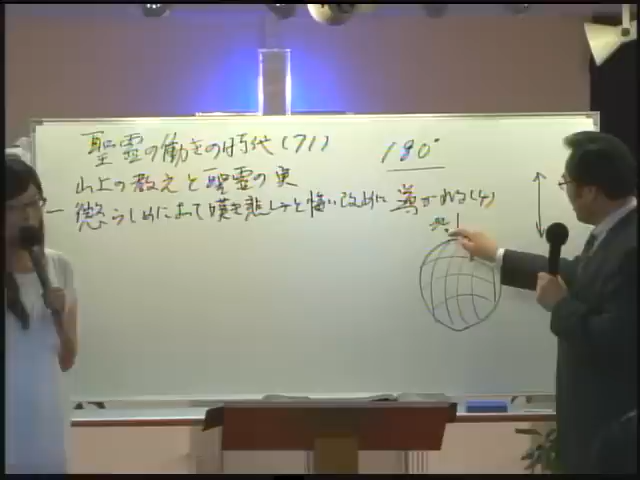 聖霊の働きの時代(71)
180°
山上の教えと聖霊の実
ー懲らしめによって嘆き悲しみと悔い改めに導かれる(4)